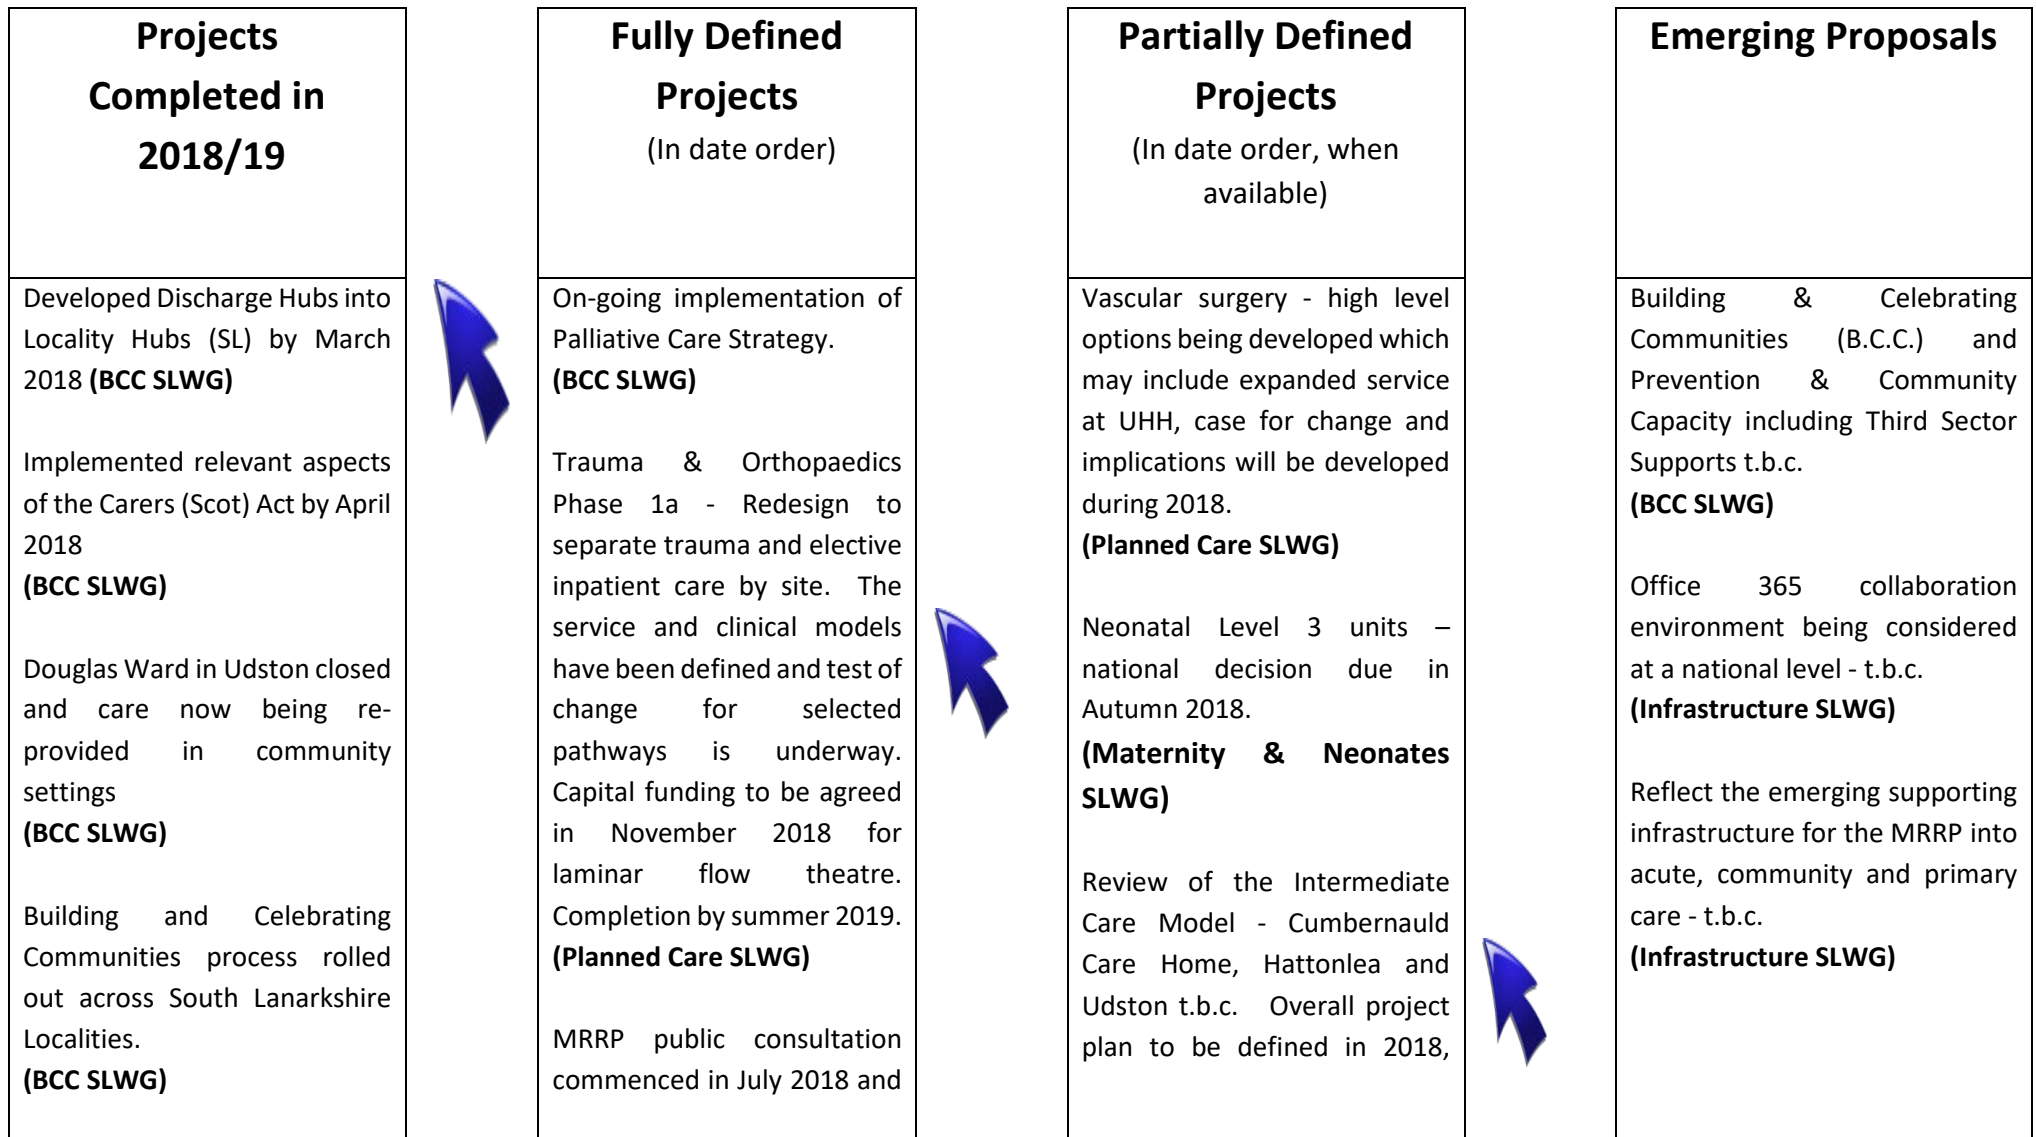 Projects
Completed in
2018/19
Developed Discharge Hubs into
Locality Hubs (SL) by March
2018 (BCC SLWG)
Implemented relevant aspects
of the Carers (Scot) Act by April
2018
(BCC SLWG)
Douglas Ward in Udston closed
and care now being re-
provided in community
settings
(BCC SLWG)
Building and Celebrating
Communities process rolled
out across South Lanarkshire
Localities.
(BCC SLWG)
Fully Defined
Projects
(In date order)
On-going implementation of
Palliative Care Strategy.
(BCC SLWG)
Trauma & Orthopaedics
Phase 1a - Redesign to
separate trauma and elective
inpatient care by site. The
service and clinical models
have been defined and test of
change for selected
pathways is underway.
Capital funding to be agreed
in November 2018 for
laminar flow theatre.
Completion by summer 2019.
(Planned Care SLWG)
MRRP public consultation
commenced in July 2018 and
Partially Defined
Projects
(In date order, when
available)
Vascular surgery - high level
options being developed which
may include expanded service
at UHH, case for change and
implications will be developed
during 2018.
(Planned Care SLWG)
Neonatal Level 3 units –
national decision due in
Autumn 2018.
(Maternity & Neonates
SLWG)
Review of the Intermediate
Care Model - Cumbernauld
Care Home, Hattonlea and
Udston t.b.c. Overall project
plan to be defined in 2018,
Emerging Proposals
Building & Celebrating
Communities (B.C.C.) and
Prevention & Community
Capacity including Third Sector
Supports t.b.c.
(BCC SLWG)
Office 365 collaboration
environment being considered
at a national level - t.b.c.
(Infrastructure SLWG)
Reflect the emerging supporting
infrastructure for the MRRP into
acute, community and primary
care - t.b.c.
(Infrastructure SLWG)